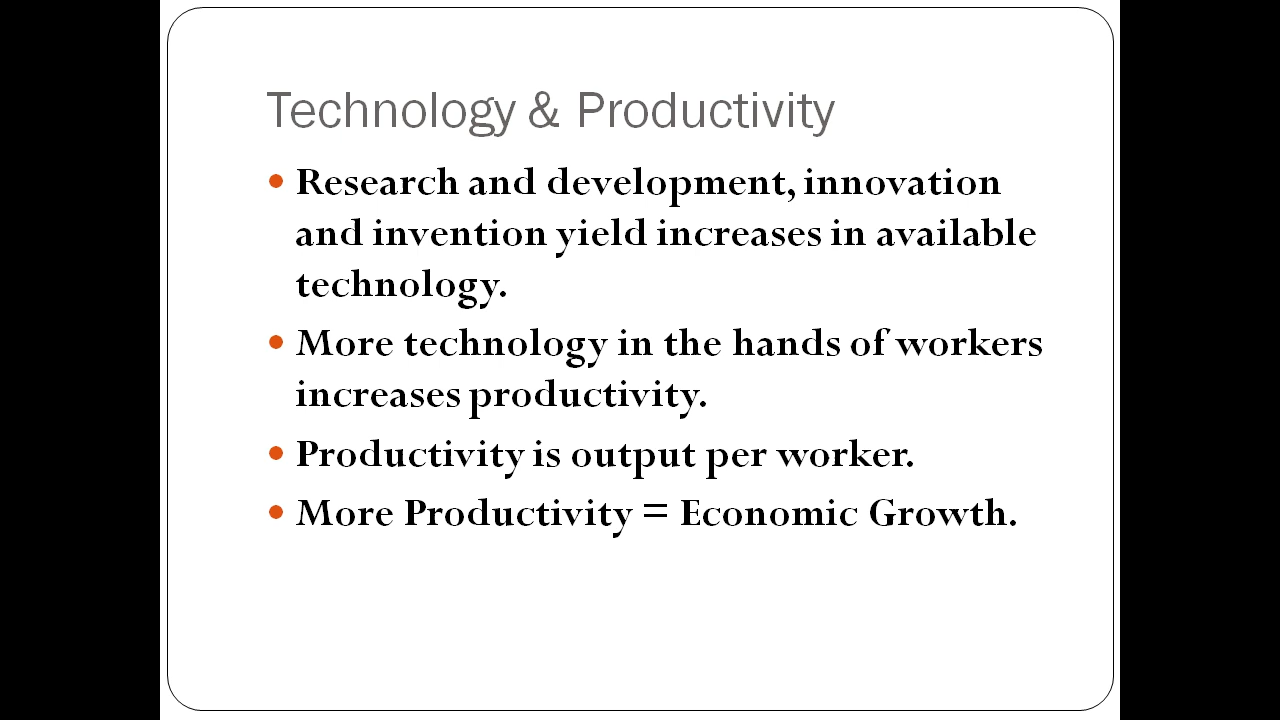 Technology & Productivity
• Research and development, innovation
and invention yield increases in available
technology.
• More technology in the hands of workers
increases productivity.
• Productivity is output per worker.
• More Productivity = Economic Growth.